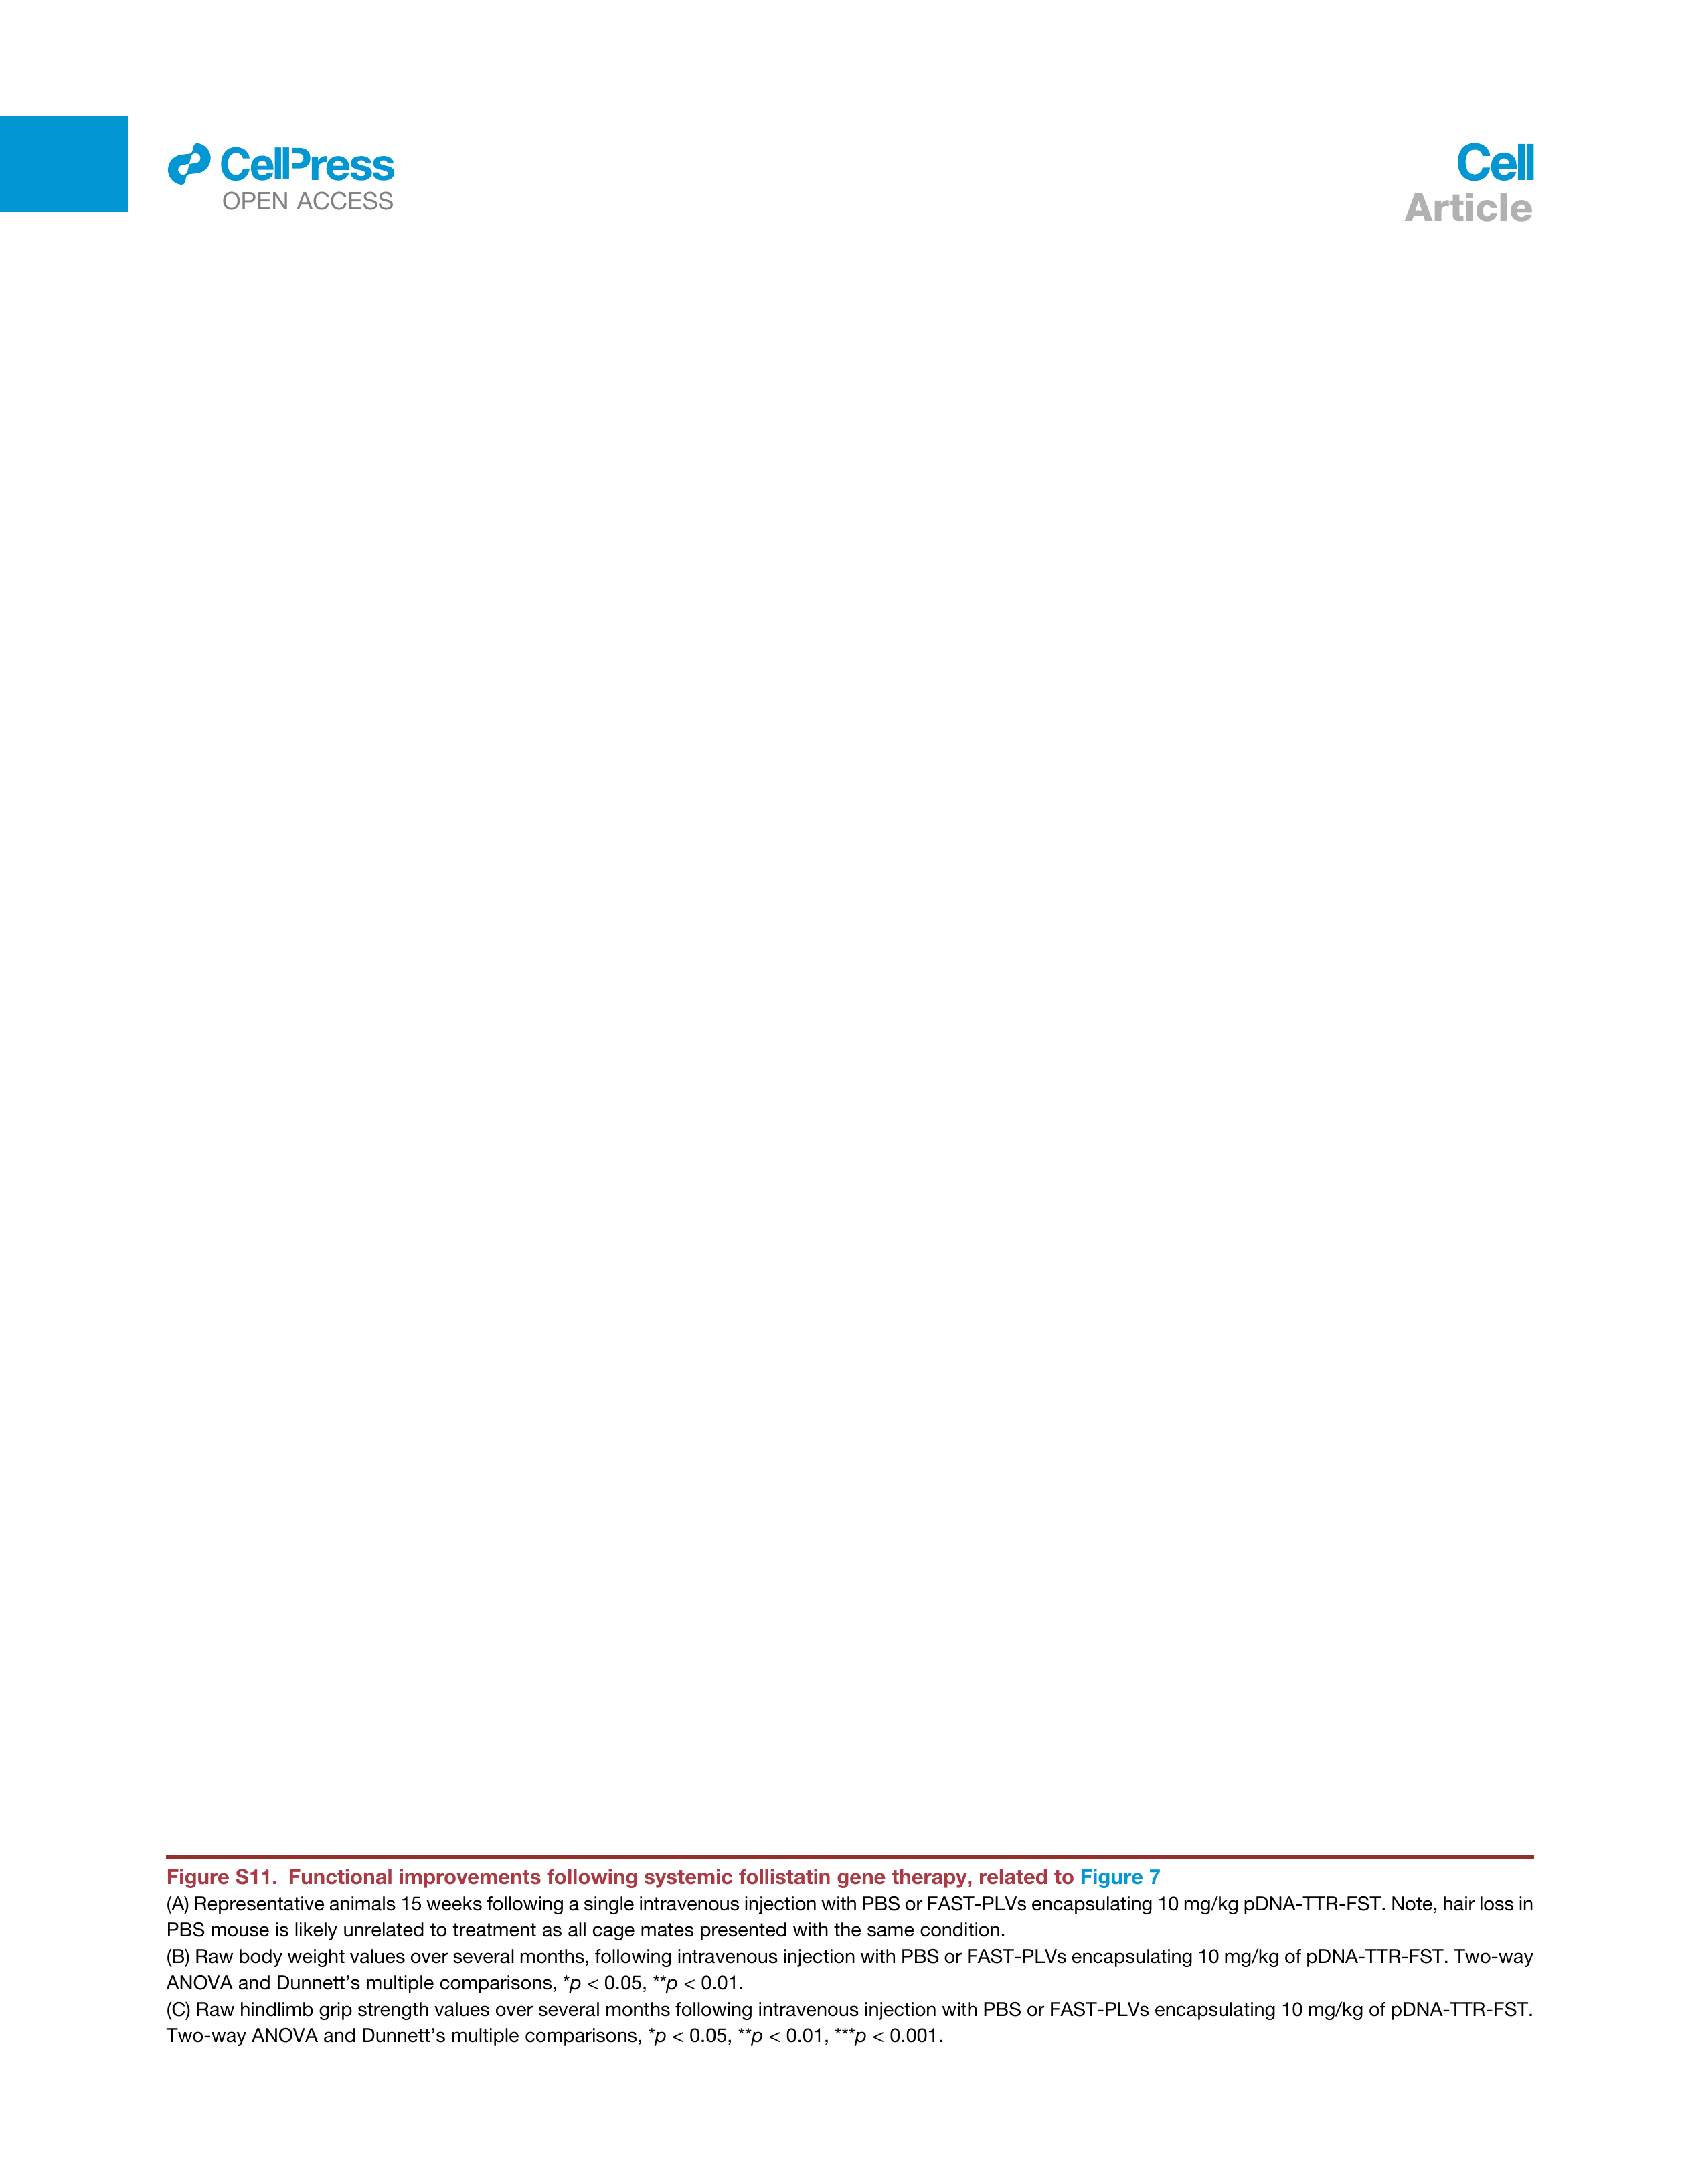 CellPress
OPEN ACCESS
Cell
Article
Figure S11. Functional improvements following systemic follistatin gene therapy, related to Figure 7
(A) Representative animals 15 weeks following a single intravenous injection with PBS or FAST-PLVs encapsulating 10 mg/kg pDNA-TTR-FST. Note, hair loss in
PBS mouse is likely unrelated to treatment as all cage mates presented with the same condition.
(B) Raw body weight values over several months, following intravenous injection with PBS or FAST-PLVs encapsulating 10 mg/kg of pDNA-TTR-FST. Two-way
ANOVA and Dunnett’s multiple comparisons, *p < 0.05, **p < 0.01.
(C) Raw hindlimb grip strength values over several months following intravenous injection with PBS or FAST-PLVs encapsulating 10 mg/kg of pDNA-TTR-FST.
Two-way ANOVA and Dunnett’s multiple comparisons, *p < 0.05, **p < 0.01, ***p < 0.001.